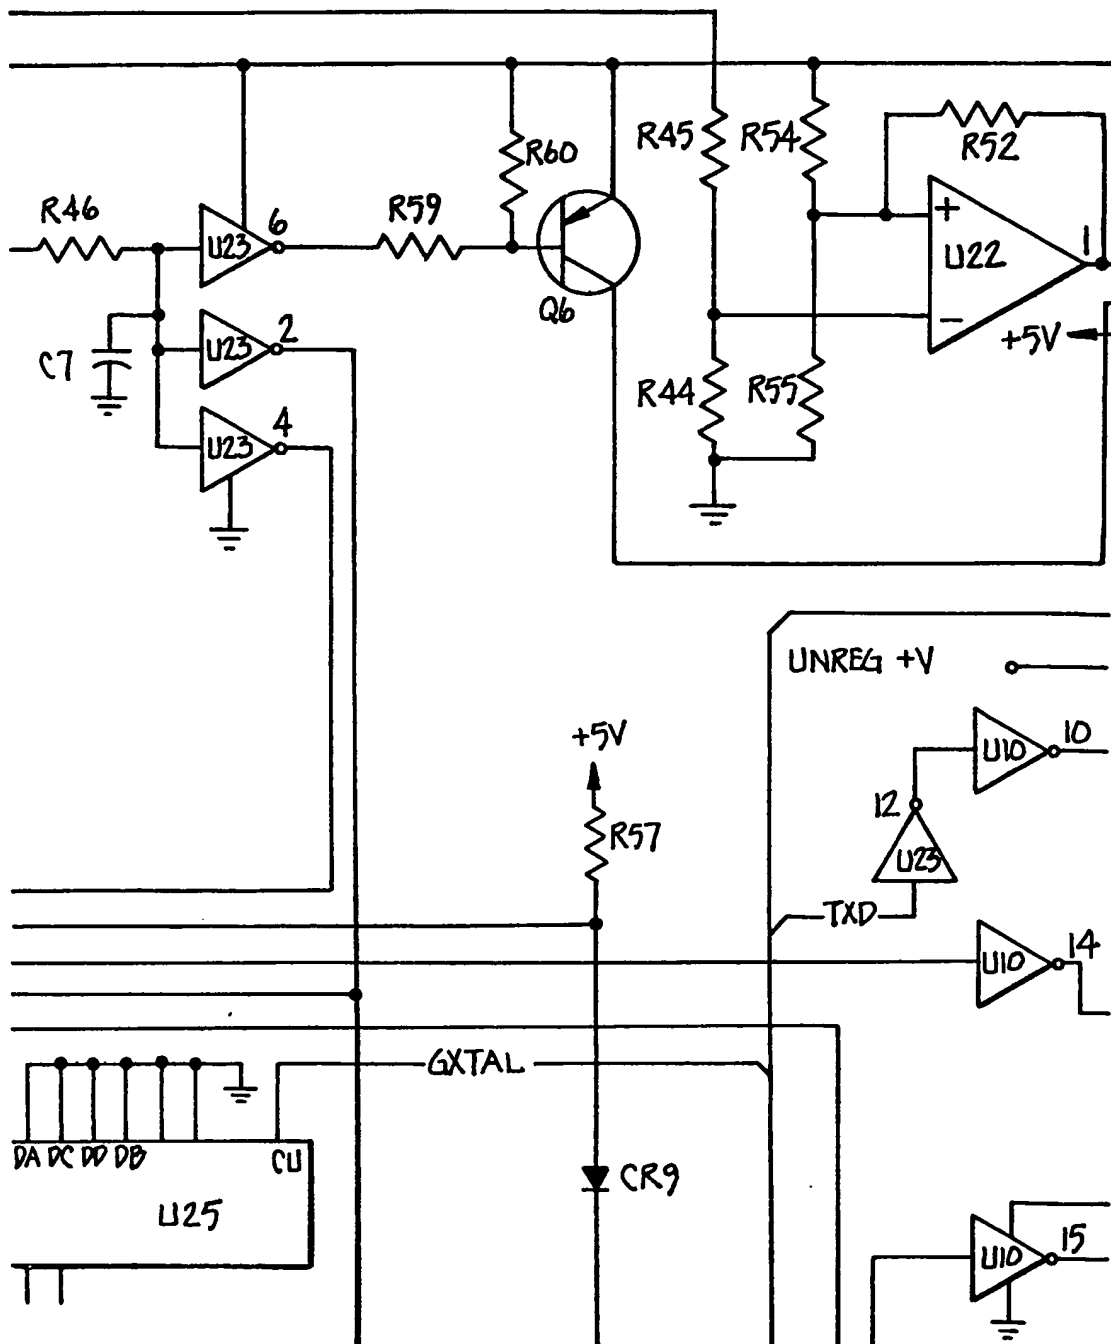 R45
R54
R52
R60
R46
R59
U23
6
+
U22
1
Q6
−
+5V
C7
U23
2
R44
R55
U23
4
UNREG +V
U10
10
+5V
R57
12
U23
TXD
U10
14
GXTAL
DA DC DD DB
CU
U25
CR9
U10
15